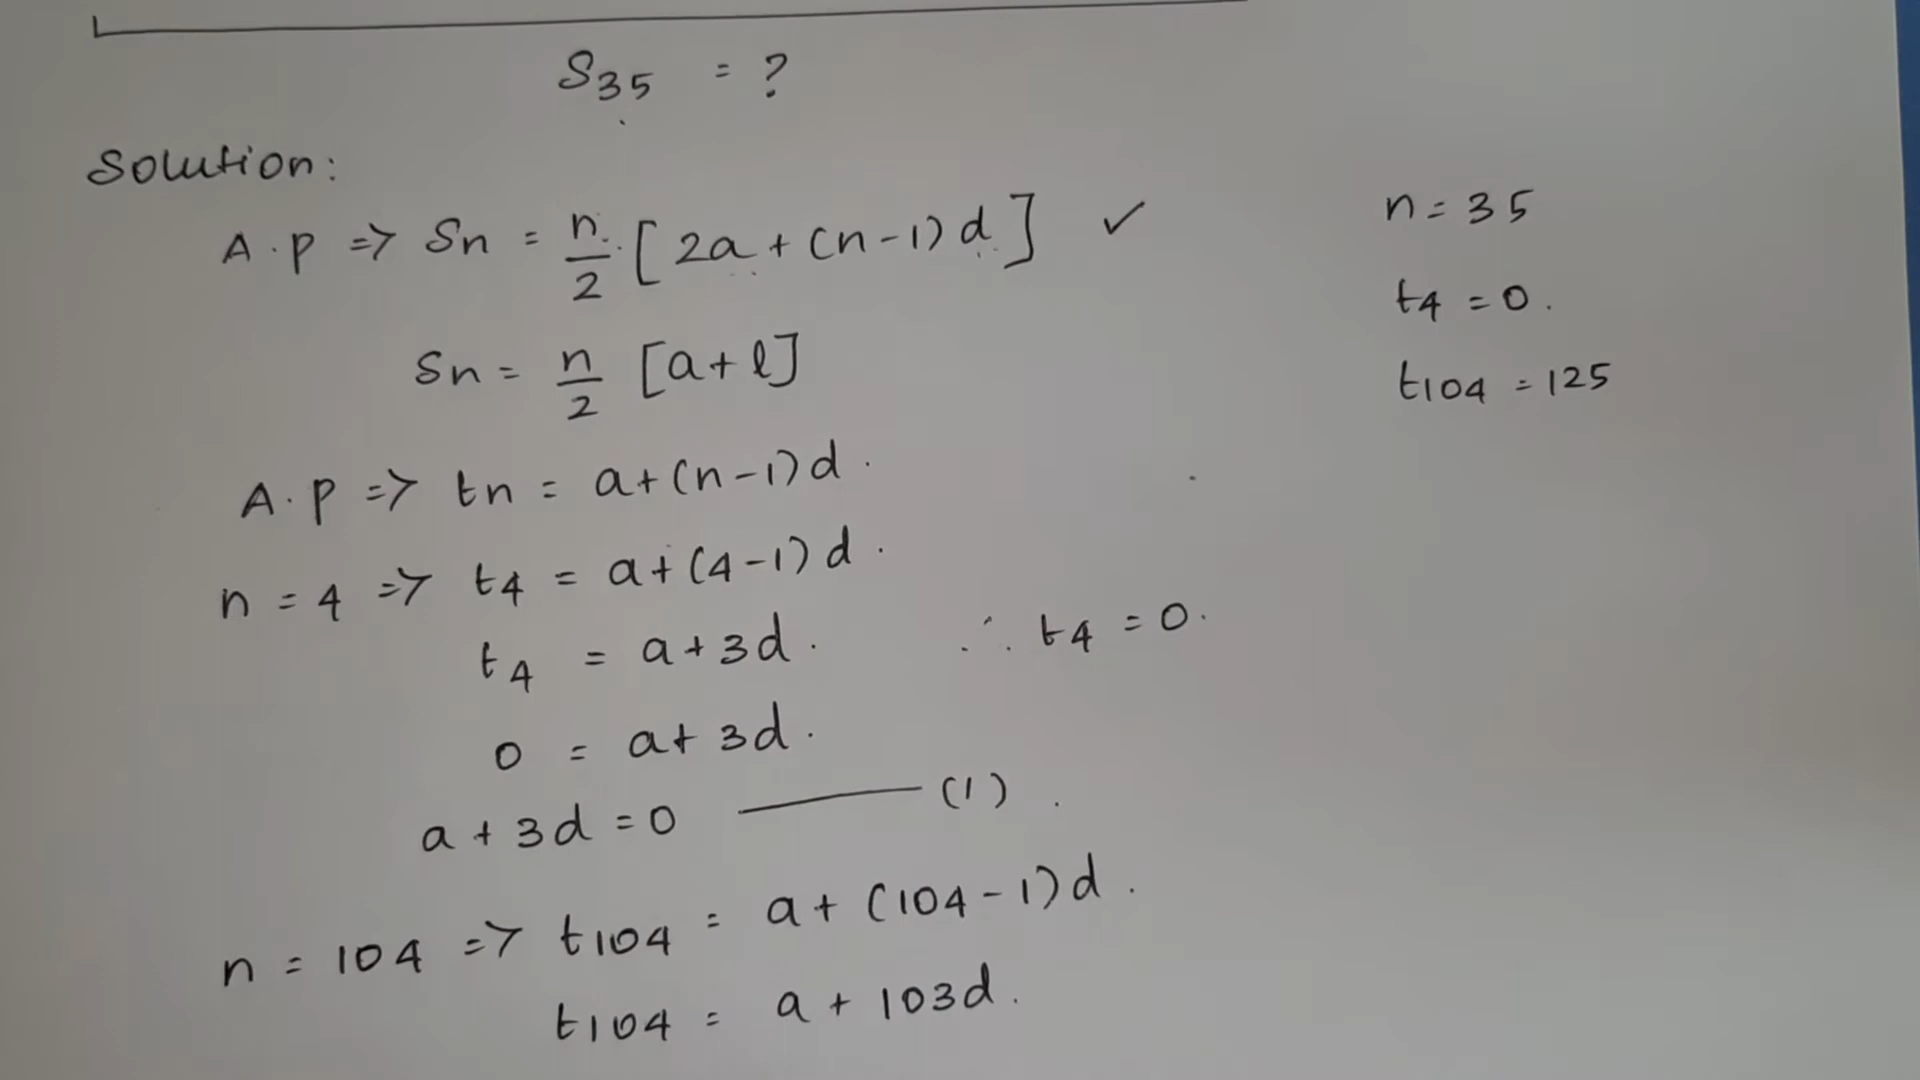 S35 = ?
Solution:
A.p => Sn = n/2 [2a + (n-1) d] ✓
n = 35
t4 = 0.
Sn = n/2 [a + l]
t104 = 125
A.p => tn = a + (n-1) d.
n = 4 => t4 = a + (4-1) d.
t4 = a + 3d. ∴ t4 = 0.
0 = a + 3d.
a + 3d = 0 —— (1).
n = 104 => t104 = a + (104-1) d.
t104 = a + 103d.